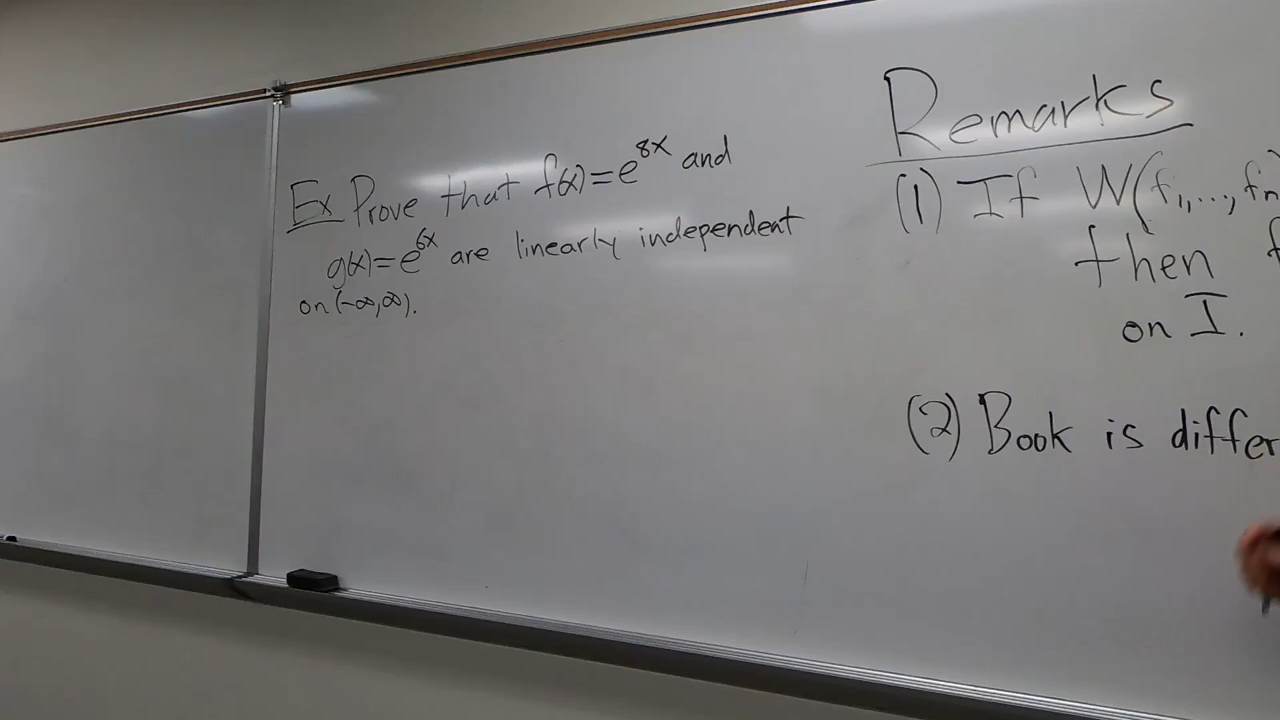 Ex Prove that f(x)=e^{8x} and
g(x)=e^{6x} are linearly independent
on (-∞,∞).
Remarks
(1) If W(f₁,...,fₙ)
then f
on I.
(2) Book is differ